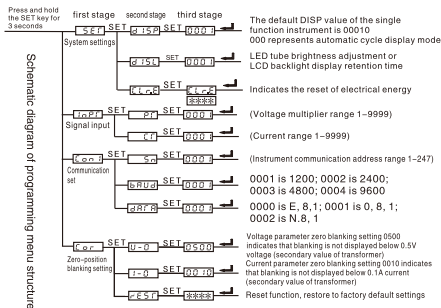 Press and hold the SET key for 3 seconds
first stage
second stage
third stage
SET SET dISP SET 0001
The default DISP value of the single
function instrument is 00010
000 represents automatic cycle display mode
System settings
dISL SET 0001
LED tube brightness adjustment or
LCD backlight display retention time
CLr.E SET CLr.E
****
Indicates the reset of electrical energy
InPt SET Pt SET 0001
(Voltage multiplier range 1-9999)
Signal input
Ct SET 0001
(Current range 1-9999)
Con1 SET Sn SET 0001
(Instrument communication address range 1-247)
Communication
set
bAUd SET 0001
0001 is 1200; 0002 is 2400;
0003 is 4800; 0004 is 9600
dAtA SET 0001
0000 is E, 8,1; 0001 is 0, 8, 1;
0002 is N.8, 1
Cor SET U-0 SET 0500
Voltage parameter zero blanking setting 0500
indicates that blanking is not displayed below 0.5V
voltage (secondary value of transformer)
Zero-position
blanking setting
I-0 SET 0010
Current parameter zero blanking setting 0010 indicates
that blanking is not displayed below 0.1A current
(secondary value of transformer)
rESt SET ****
Reset function, restore to factory default settings
Schematic diagram of programming menu structure